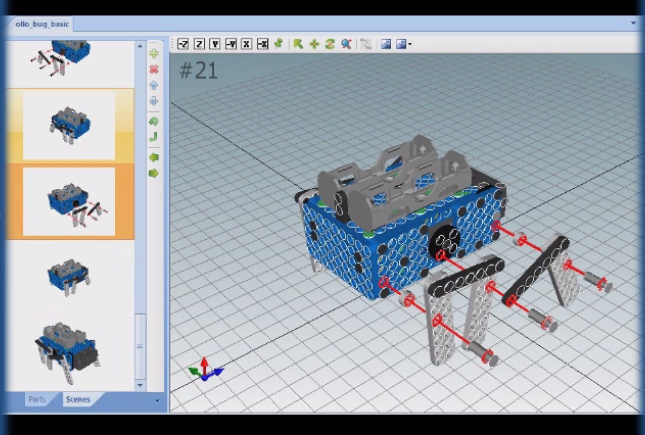 ollo_bug_basic
-Z Z Y -Y X -X
#21
Parts Scenes